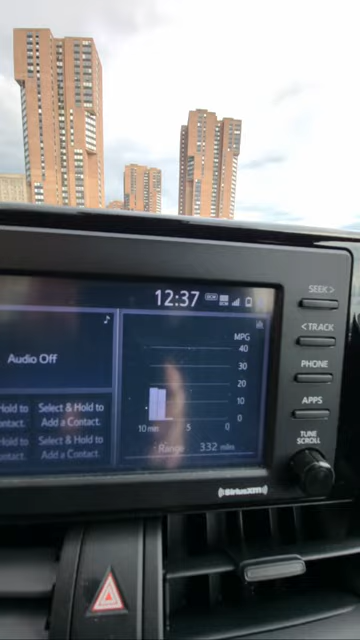 12:37
SEEK >
< TRACK
PHONE
APPS
TUNE
SCROLL
Audio Off
Hold to
Select & Hold to
Add a Contact.
Hold to
Select & Hold to
Add a Contact.
MPG
40
30
20
10
0
10 min
5
0
Range 332 miles
((SiriusXM))